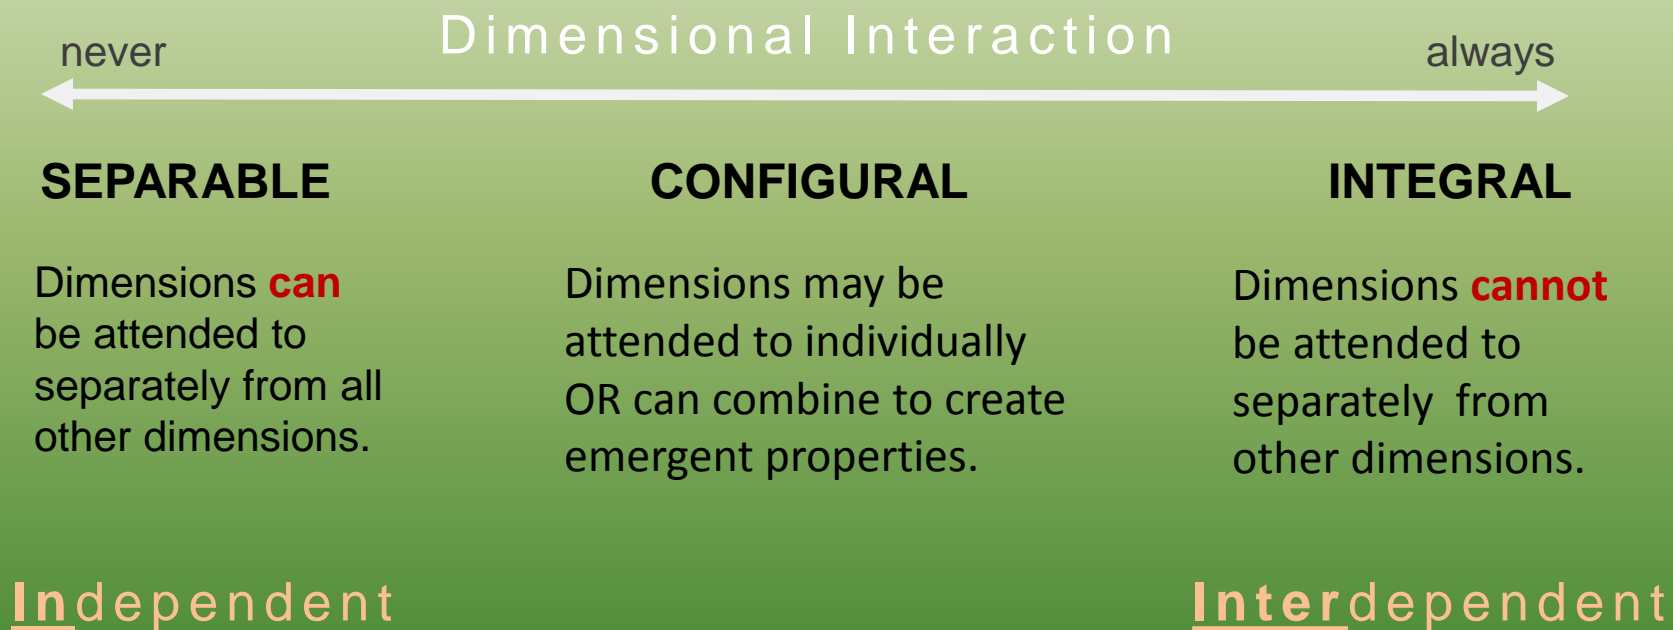 Dimensional Interaction
never
always
SEPARABLE
Dimensions can
be attended to
separately from all
other dimensions.
CONFIGURAL
Dimensions may be
attended to individually
OR can combine to create
emergent properties.
INTEGRAL
Dimensions cannot
be attended to
separately from
other dimensions.
Independent
Interdependent